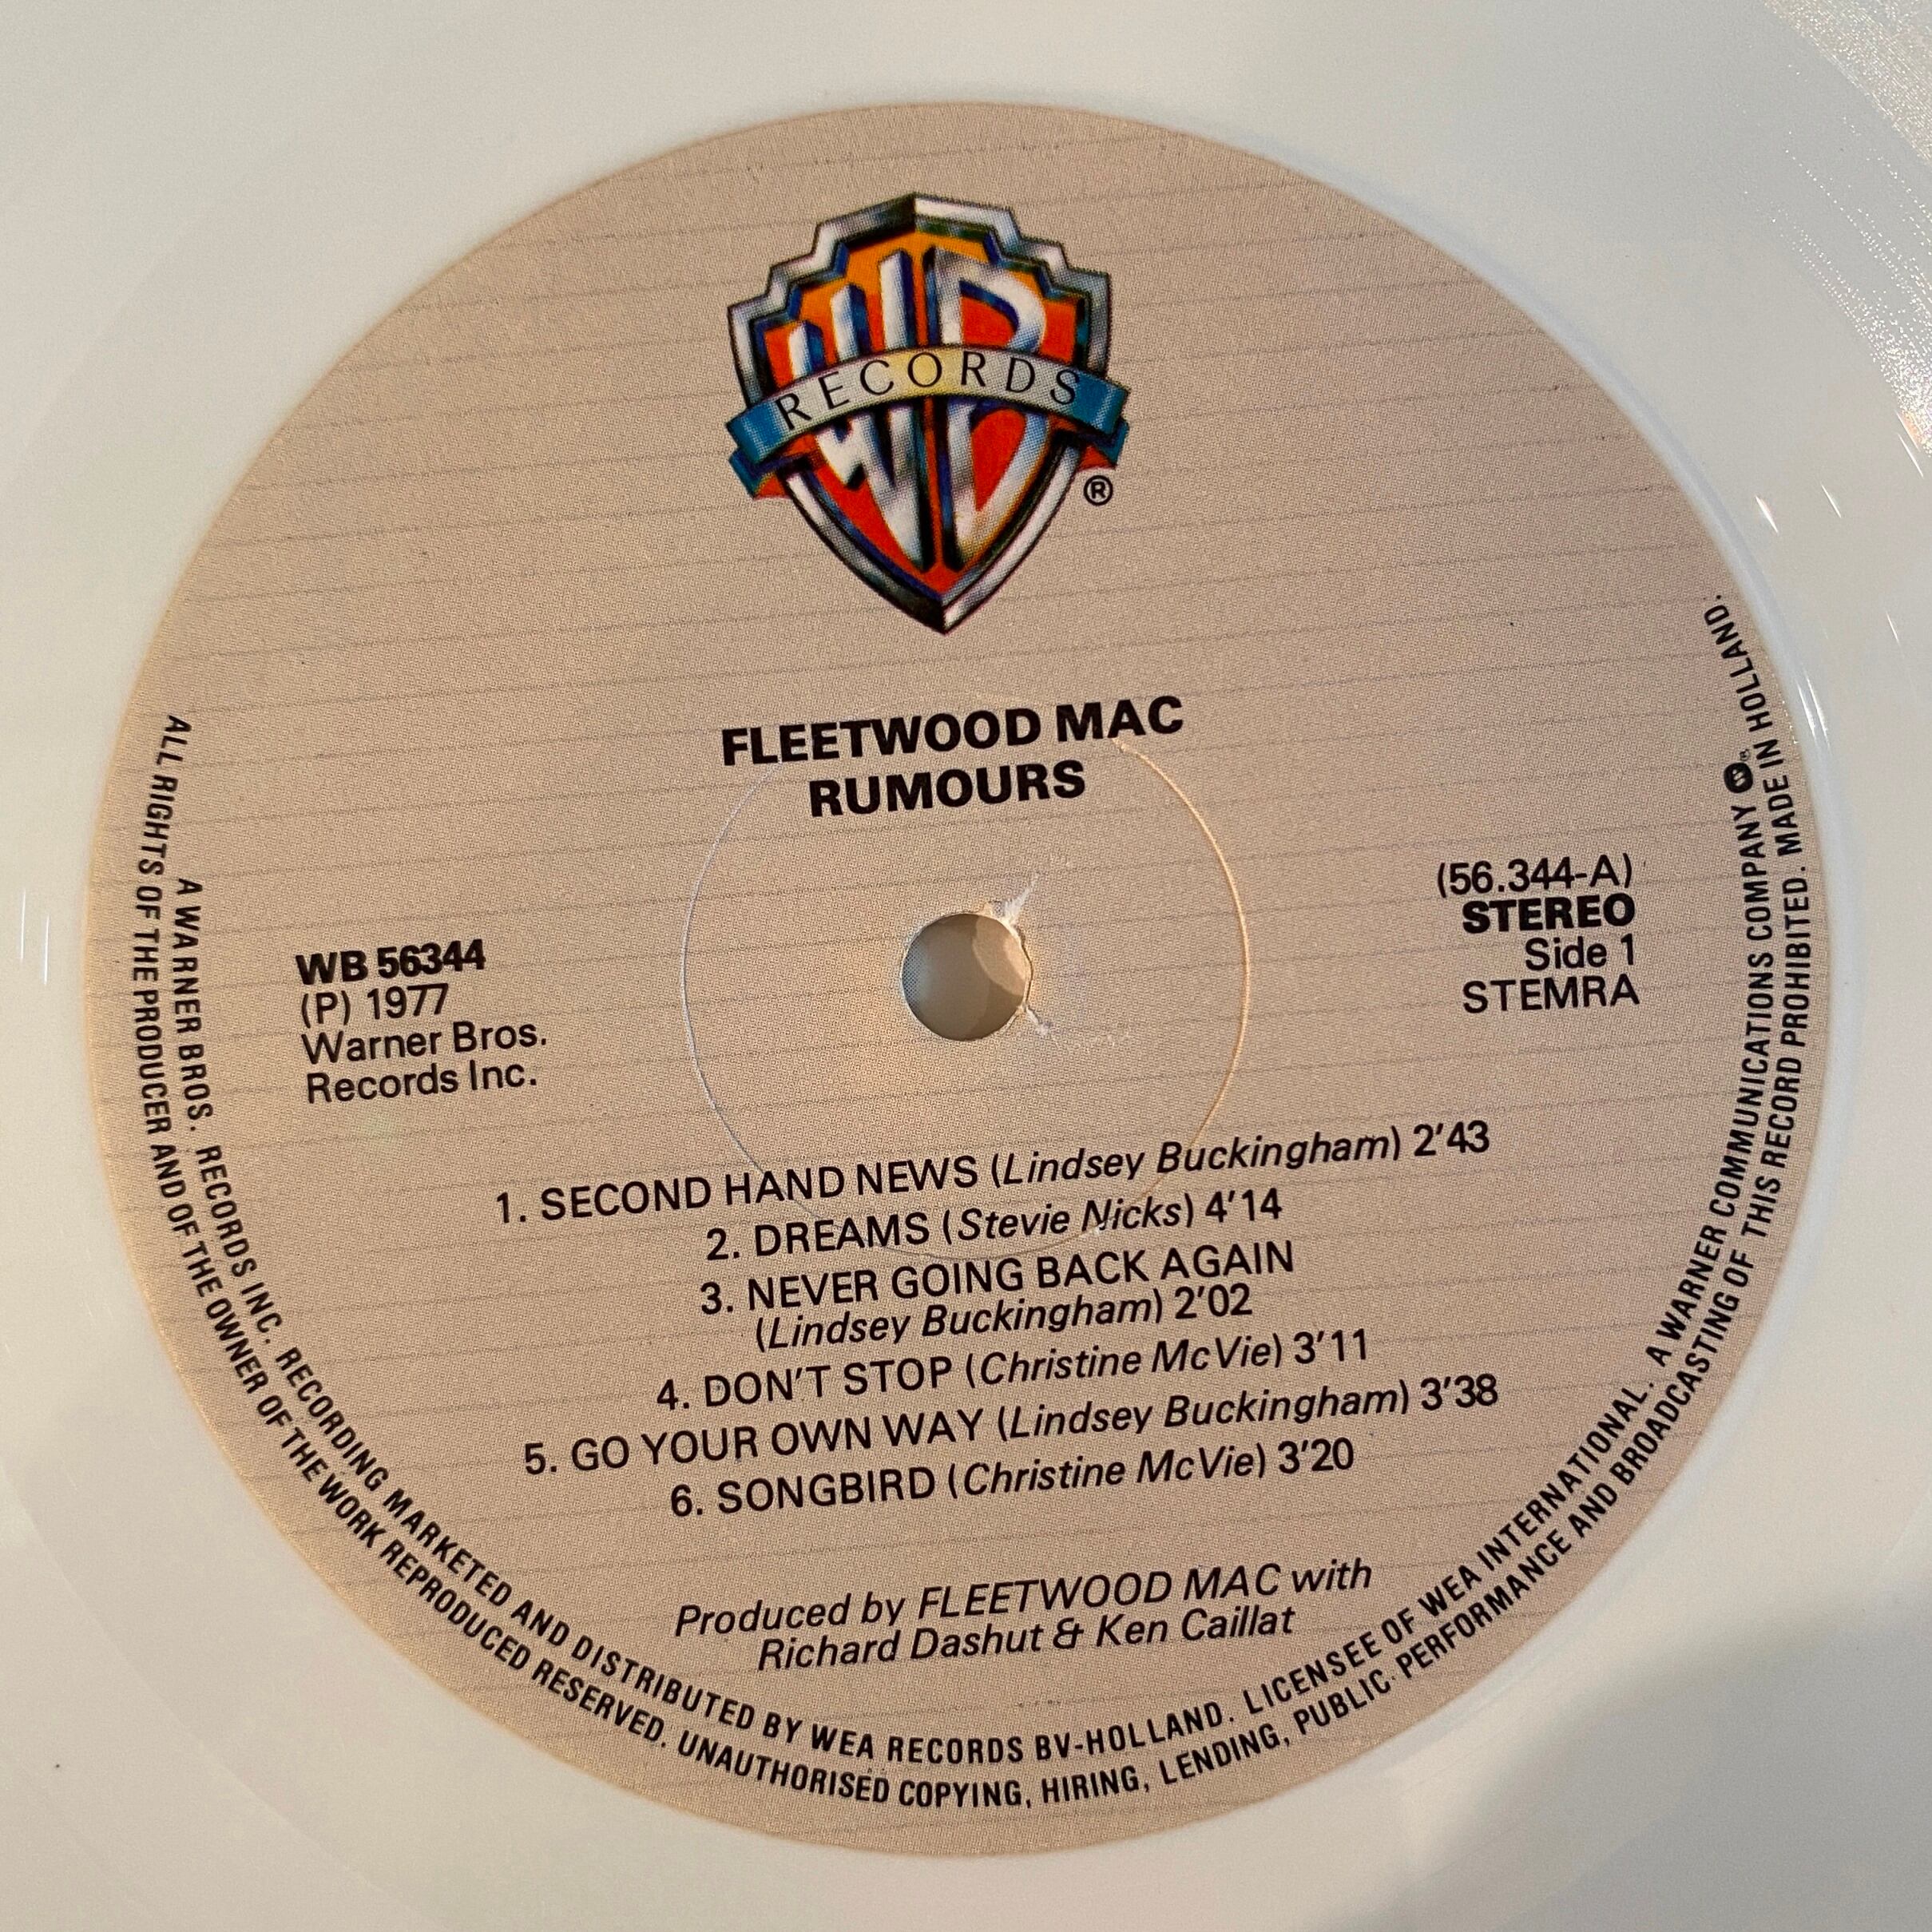 WB
RECORDS
®
FLEETWOOD MAC
RUMOURS
WB 56344
(P) 1977
Warner Bros.
Records Inc.
(56.344-A)
STEREO
Side 1
STEMRA
1. SECOND HAND NEWS (Lindsey Buckingham) 2'43
2. DREAMS (Stevie Nicks) 4'14
3. NEVER GOING BACK AGAIN
(Lindsey Buckingham) 2'02
4. DON'T STOP (Christine McVie) 3'11
5. GO YOUR OWN WAY (Lindsey Buckingham) 3'38
6. SONGBIRD (Christine McVie) 3'20
Produced by FLEETWOOD MAC with
Richard Dashut & Ken Caillat
A WARNER BROS. RECORDS INC. RECORDING MARKETED AND DISTRIBUTED BY WEA RECORDS BV-HOLLAND. LICENSEE OF WEA INTERNATIONAL. A WARNER COMMUNICATIONS COMPANY ®
ALL RIGHTS OF THE PRODUCER AND OF THE OWNER OF THE WORK REPRODUCED RESERVED. UNAUTHORISED COPYING, HIRING, LENDING, PUBLIC PERFORMANCE AND BROADCASTING OF THIS RECORD PROHIBITED. MADE IN HOLLAND.